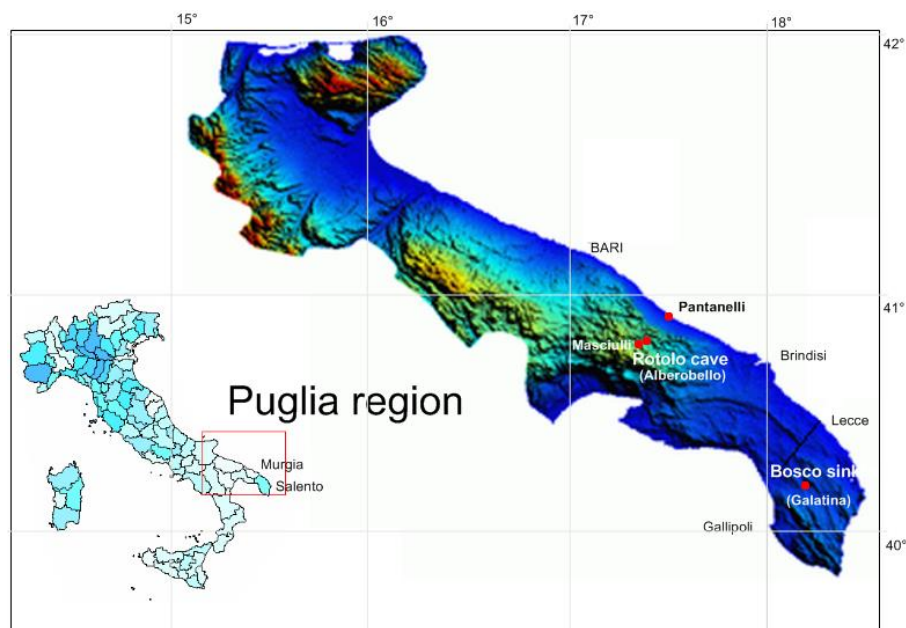 15°
16°
17°
18°
42°
BARI
41°
Pantanelli
Masciulli
Rotolo cave
(Alberobello)
Brindisi
Puglia region
Lecce
Murgia
Salento
Bosco sink
(Galatina)
Gallipoli
40°